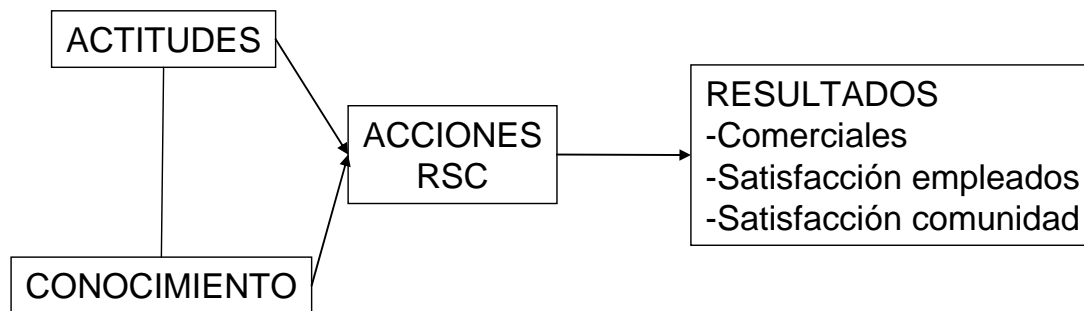 ACTITUDES
CONOCIMIENTO
ACCIONES
RSC
RESULTADOS
-Comerciales
-Satisfacción empleados
-Satisfacción comunidad